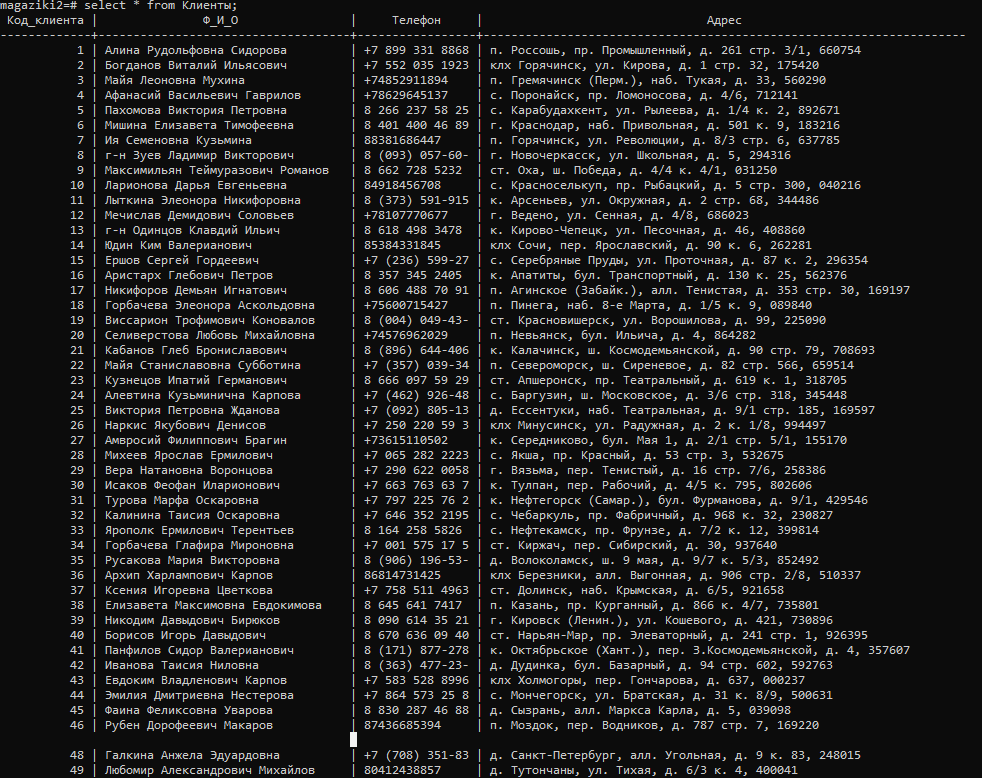 magaziki2=# select * from Клиенты;
Код_клиента | Ф_И_О | Телефон | Адрес
1 | Алина Рудольфовна Сидорова | +7 899 331 8868 | п. Россошь, пр. Промышленный, д. 261 стр. 3/1, 660754
2 | Богданов Виталий Ильясович | +7 552 035 1923 | клх Горячинск, ул. Кирова, д. 1 стр. 32, 175420
3 | Майя Леоновна Мухина | +74852911894 | п. Гремячинск (Перм.), наб. Тукая, д. 33, 560290
4 | Афанасий Васильевич Гаврилов | +78629645137 | с. Поронайск, пр. Ломоносова, д. 4/6, 712141
5 | Пахомова Виктория Петровна | 8 266 237 58 25 | с. Карабудахкент, ул. Рылеева, д. 1/4 к. 2, 892671
6 | Мишина Елизавета Тимофеевна | 8 401 400 46 89 | г. Краснодар, наб. Привольная, д. 501 к. 9, 183216
7 | Ия Семеновна Кузьмина | 88381686447 | п. Горячинск, ул. Революции, д. 8/3 стр. 6, 637785
8 | г-н Зуев Ладимир Викторович | 8 (093) 057-60- | г. Новочеркасск, ул. Школьная, д. 5, 294316
9 | Максимильян Теймуразович Романов | 8 662 728 5232 | ст. Оха, ш. Победа, д. 4/4 к. 4/1, 031250
10 | Ларионова Дарья Евгеньевна | 84918456708 | с. Красноселькуп, пр. Рыбацкий, д. 5 стр. 300, 040216
11 | Лыткина Элеонора Никифоровна | 8 (373) 591-915 | к. Арсеньев, ул. Окружная, д. 2 стр. 68, 344486
12 | Мечислав Демидович Соловьев | +78107770677 | г. Ведено, ул. Сенная, д. 4/8, 686023
13 | г-н Одинцов Клавдий Ильич | 8 618 498 3478 | к. Кирово-Чепецк, ул. Песочная, д. 46, 408860
14 | Юдин Ким Валерианович | 85384331845 | клх Сочи, пер. Ярославский, д. 90 к. 6, 262281
15 | Ершов Сергей Гордеевич | +7 (236) 599-27 | с. Серебряные Пруды, ул. Проточная, д. 87 к. 2, 296354
16 | Аристарх Глебович Петров | 8 357 345 2405 | к. Апатиты, бул. Транспортный, д. 130 к. 25, 562376
17 | Никифоров Демьян Игнатович | 8 606 488 70 91 | п. Агинское (Забайк.), алл. Тенистая, д. 353 стр. 30, 169197
18 | Горбачева Элеонора Аскольдовна | +75600715427 | п. Пинега, наб. 8-е Марта, д. 1/5 к. 9, 089840
19 | Виссарион Трофимович Коновалов | 8 (004) 049-43- | ст. Красновишерск, ул. Ворошилова, д. 99, 225090
20 | Селиверстова Любовь Михайловна | +74576962029 | п. Невьянск, бул. Ильича, д. 4, 864282
21 | Кабанов Глеб Брониславович | 8 (896) 644-406 | к. Калачинск, ш. Космодемьянской, д. 90 стр. 79, 708693
22 | Майя Станиславовна Субботина | +7 (357) 039-34 | п. Североморск, ш. Сиреневое, д. 82 стр. 566, 659514
23 | Кузнецов Ипатий Германович | 8 666 097 59 29 | ст. Апшеронск, пр. Театральный, д. 619 к. 1, 318705
24 | Алевтина Кузьминична Карпова | +7 (462) 926-48 | с. Баргузин, ш. Московское, д. 3/6 стр. 318, 345448
25 | Виктория Петровна Жданова | +7 (092) 805-13 | д. Ессентуки, наб. Театральная, д. 9/1 стр. 185, 169597
26 | Наркис Якубович Денисов | +7 250 220 59 3 | клх Минусинск, ул. Радужная, д. 2 к. 1/8, 994497
27 | Амвросий Филиппович Брагин | +73615110502 | к. Середниково, бул. Мая 1, д. 2/1 стр. 5/1, 155170
28 | Михеев Ярослав Ермилович | +7 065 282 2223 | с. Якша, пр. Красный, д. 53 стр. 3, 532675
29 | Вера Натановна Воронцова | +7 290 622 0058 | г. Вязьма, пер. Тенистый, д. 16 стр. 7/6, 258386
30 | Исаков Феофан Иларионович | +7 663 763 63 7 | к. Тулпан, пер. Рабочий, д. 4/5 к. 795, 802606
31 | Турова Марфа Оскаровна | +7 797 225 76 2 | к. Нефтегорск (Самар.), бул. Фурманова, д. 9/1, 429546
32 | Калинина Таисия Оскаровна | +7 646 352 2195 | с. Чебаркуль, пр. Фабричный, д. 968 к. 32, 230827
33 | Ярополк Ермилович Терентьев | 8 164 258 5826 | с. Нефтекамск, пр. Фрунзе, д. 7/2 к. 12, 399814
34 | Горбачева Глафира Мироновна | +7 001 575 17 5 | ст. Киржач, пер. Сибирский, д. 30, 937640
35 | Русакова Мария Викторовна | 8 (906) 196-53- | д. Волоколамск, ш. 9 мая, д. 9/7 к. 5/3, 852492
36 | Архип Харлампович Карпов | 86814731425 | клх Березники, алл. Выгонная, д. 906 стр. 2/8, 510337
37 | Ксения Игоревна Цветкова | +7 758 511 4963 | ст. Долинск, наб. Крымская, д. 6/5, 921658
38 | Елизавета Максимовна Евдокимова | 8 645 641 7417 | п. Казань, пр. Курганный, д. 866 к. 4/7, 735801
39 | Никодим Давыдович Бирюков | 8 090 614 35 21 | г. Кировск (Ленин.), ул. Кошевого, д. 421, 730896
40 | Борисов Игорь Давыдович | 8 670 636 09 40 | ст. Нарьян-Мар, пр. Элеваторный, д. 241 стр. 1, 926395
41 | Панфилов Сидор Валерианович | 8 (171) 877-278 | к. Октябрьское (Хант.), пер. З.Космодемьянской, д. 4, 357607
42 | Иванова Таисия Ниловна | 8 (363) 477-23- | д. Дудинка, бул. Базарный, д. 94 стр. 602, 592763
43 | Евдоким Владленович Карпов | +7 583 528 8996 | клх Холмогоры, пер. Гончарова, д. 637, 000237
44 | Эмилия Дмитриевна Нестерова | +7 864 573 25 8 | с. Мончегорск, ул. Братская, д. 31 к. 8/9, 500631
45 | Фаина Феликсовна Уварова | 8 830 287 46 88 | д. Сызрань, алл. Маркса Карла, д. 5, 039098
46 | Рубен Дорофеевич Макаров | 87436685394 | п. Моздок, пер. Водников, д. 787 стр. 7, 169220
48 | Галкина Анжела Эдуардовна | +7 (708) 351-83 | д. Санкт-Петербург, алл. Угольная, д. 9 к. 83, 248015
49 | Любомир Александрович Михайлов | 80412438857 | д. Тутончаны, ул. Тихая, д. 6/3 к. 4, 400041